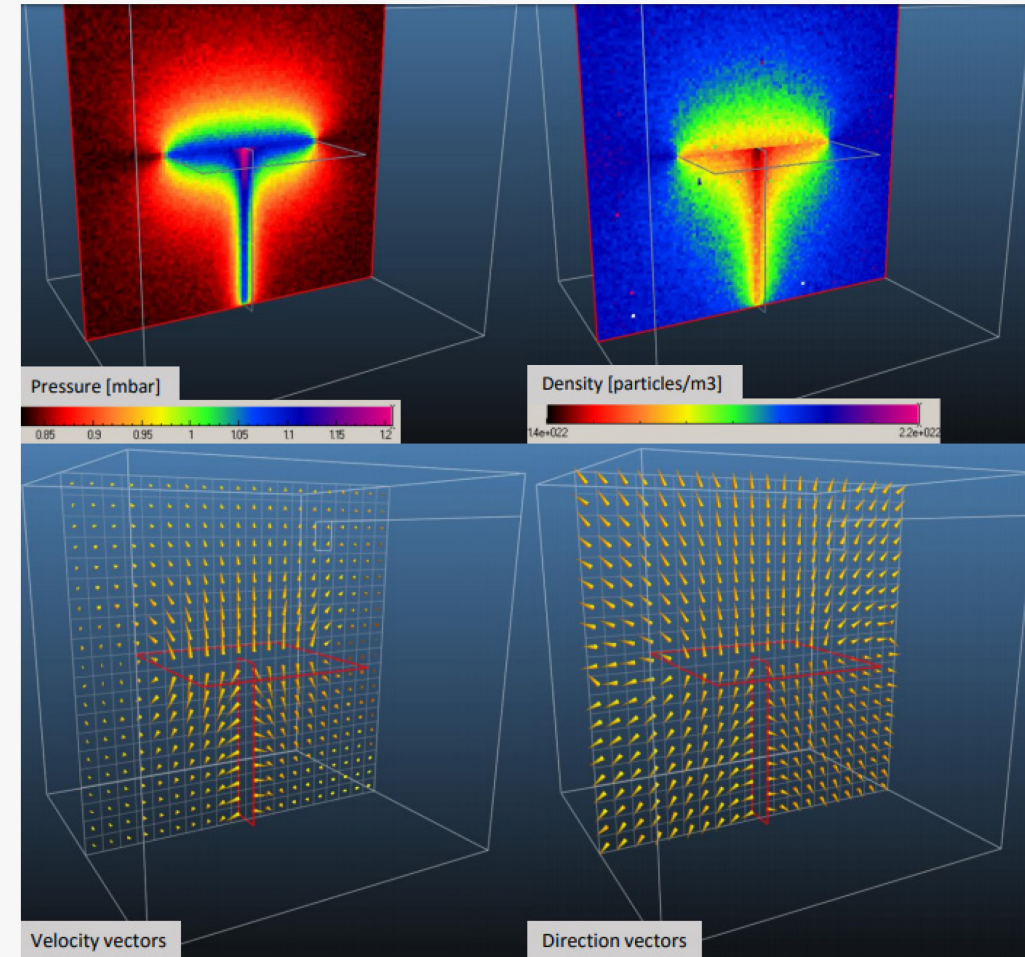 Pressure [mbar]
0.85 0.9 0.95 1 1.05 1.1 1.15 1.2
Density [particles/m3]
1.4e+022 2.2e+022
Velocity vectors
Direction vectors